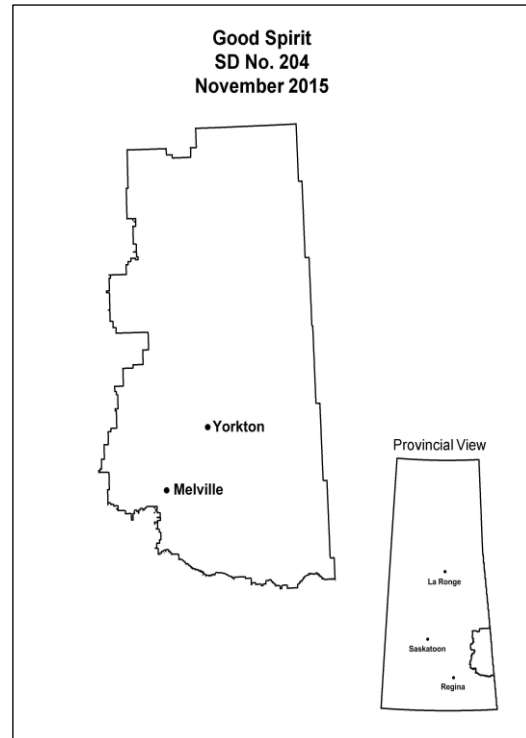 Good Spirit
SD No. 204
November 2015
Yorkton
Melville
Provincial View
La Ronge
Saskatoon
Regina